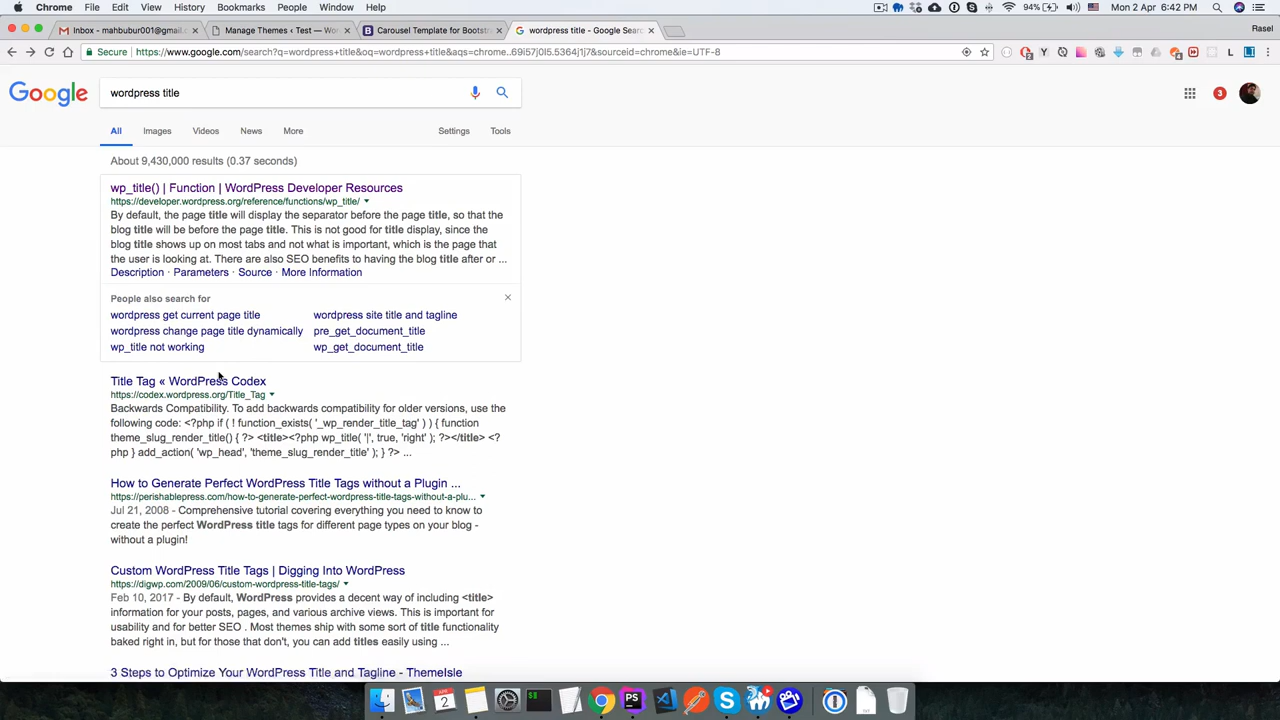 Chrome File Edit View History Bookmarks People Window Help
94% Mon 2 Apr 6:42 PM
Inbox - mahbubur001@gmail.c
Manage Themes ‹ Test — Wor
Carousel Template for Bootstr
wordpress title - Google Sear
Rasel
Secure https://www.google.com/search?q=wordpress+title&oq=wordpress+title&aqs=chrome..69i57j0l5.5364j1j7&sourceid=chrome&ie=UTF-8
Google
wordpress title
3
All Images Videos News More Settings Tools
About 9,430,000 results (0.37 seconds)
wp_title() | Function | WordPress Developer Resources
https://developer.wordpress.org/reference/functions/wp_title/
By default, the page title will display the separator before the page title, so that the
blog title will be before the page title. This is not good for title display, since the
blog title shows up on most tabs and not what is important, which is the page that
the user is looking at. There are also SEO benefits to having the blog title after or ...
Description · Parameters · Source · More Information
People also search for
wordpress get current page title wordpress site title and tagline
wordpress change page title dynamically pre_get_document_title
wp_title not working wp_get_document_title
Title Tag « WordPress Codex
https://codex.wordpress.org/Title_Tag
Backwards Compatibility. To add backwards compatibility for older versions, use the
following code: <?php if ( ! function_exists( '_wp_render_title_tag' ) ) { function
theme_slug_render_title() { ?> <title><?php wp_title( '|', true, 'right' ); ?></title> <?
php } add_action( 'wp_head', 'theme_slug_render_title' ); } ?> ...
How to Generate Perfect WordPress Title Tags without a Plugin ...
https://perishablepress.com/how-to-generate-perfect-wordpress-title-tags-without-a-plu...
Jul 21, 2008 - Comprehensive tutorial covering everything you need to know to
create the perfect WordPress title tags for different page types on your blog -
without a plugin!
Custom WordPress Title Tags | Digging Into WordPress
https://digwp.com/2009/06/custom-wordpress-title-tags/
Feb 10, 2017 - By default, WordPress provides a decent way of including <title>
information for your posts, pages, and various archive views. This is important for
usability and for better SEO . Most themes ship with some sort of title functionality
baked right in, but for those that don't, you can add titles easily using ...
3 Steps to Optimize Your WordPress Title and Tagline - ThemeIsle